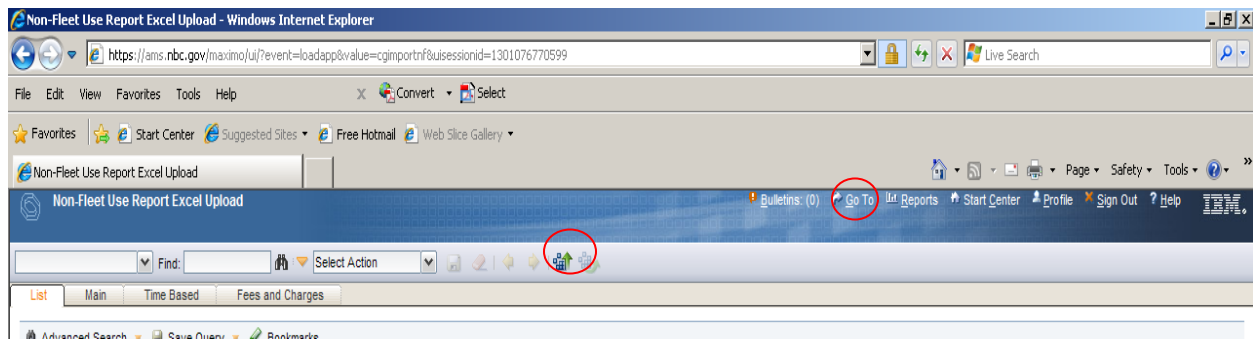 Non-Fleet Use Report Excel Upload - Windows Internet Explorer
https://ams.nbc.gov/maximo/ui/?event=loadapp&value=cgimportnf&uisessionid=1301076770599 Live Search
File Edit View Favorites Tools Help X Convert Select
Favorites Start Center Suggested Sites Free Hotmail Web Slice Gallery
Non-Fleet Use Report Excel Upload Page Safety Tools »
Non-Fleet Use Report Excel Upload Bulletins: (0) Go To Reports Start Center Profile Sign Out ? Help IBM.
Find: Select Action
List Main Time Based Fees and Charges
Advanced Search Save Query Bookmarks